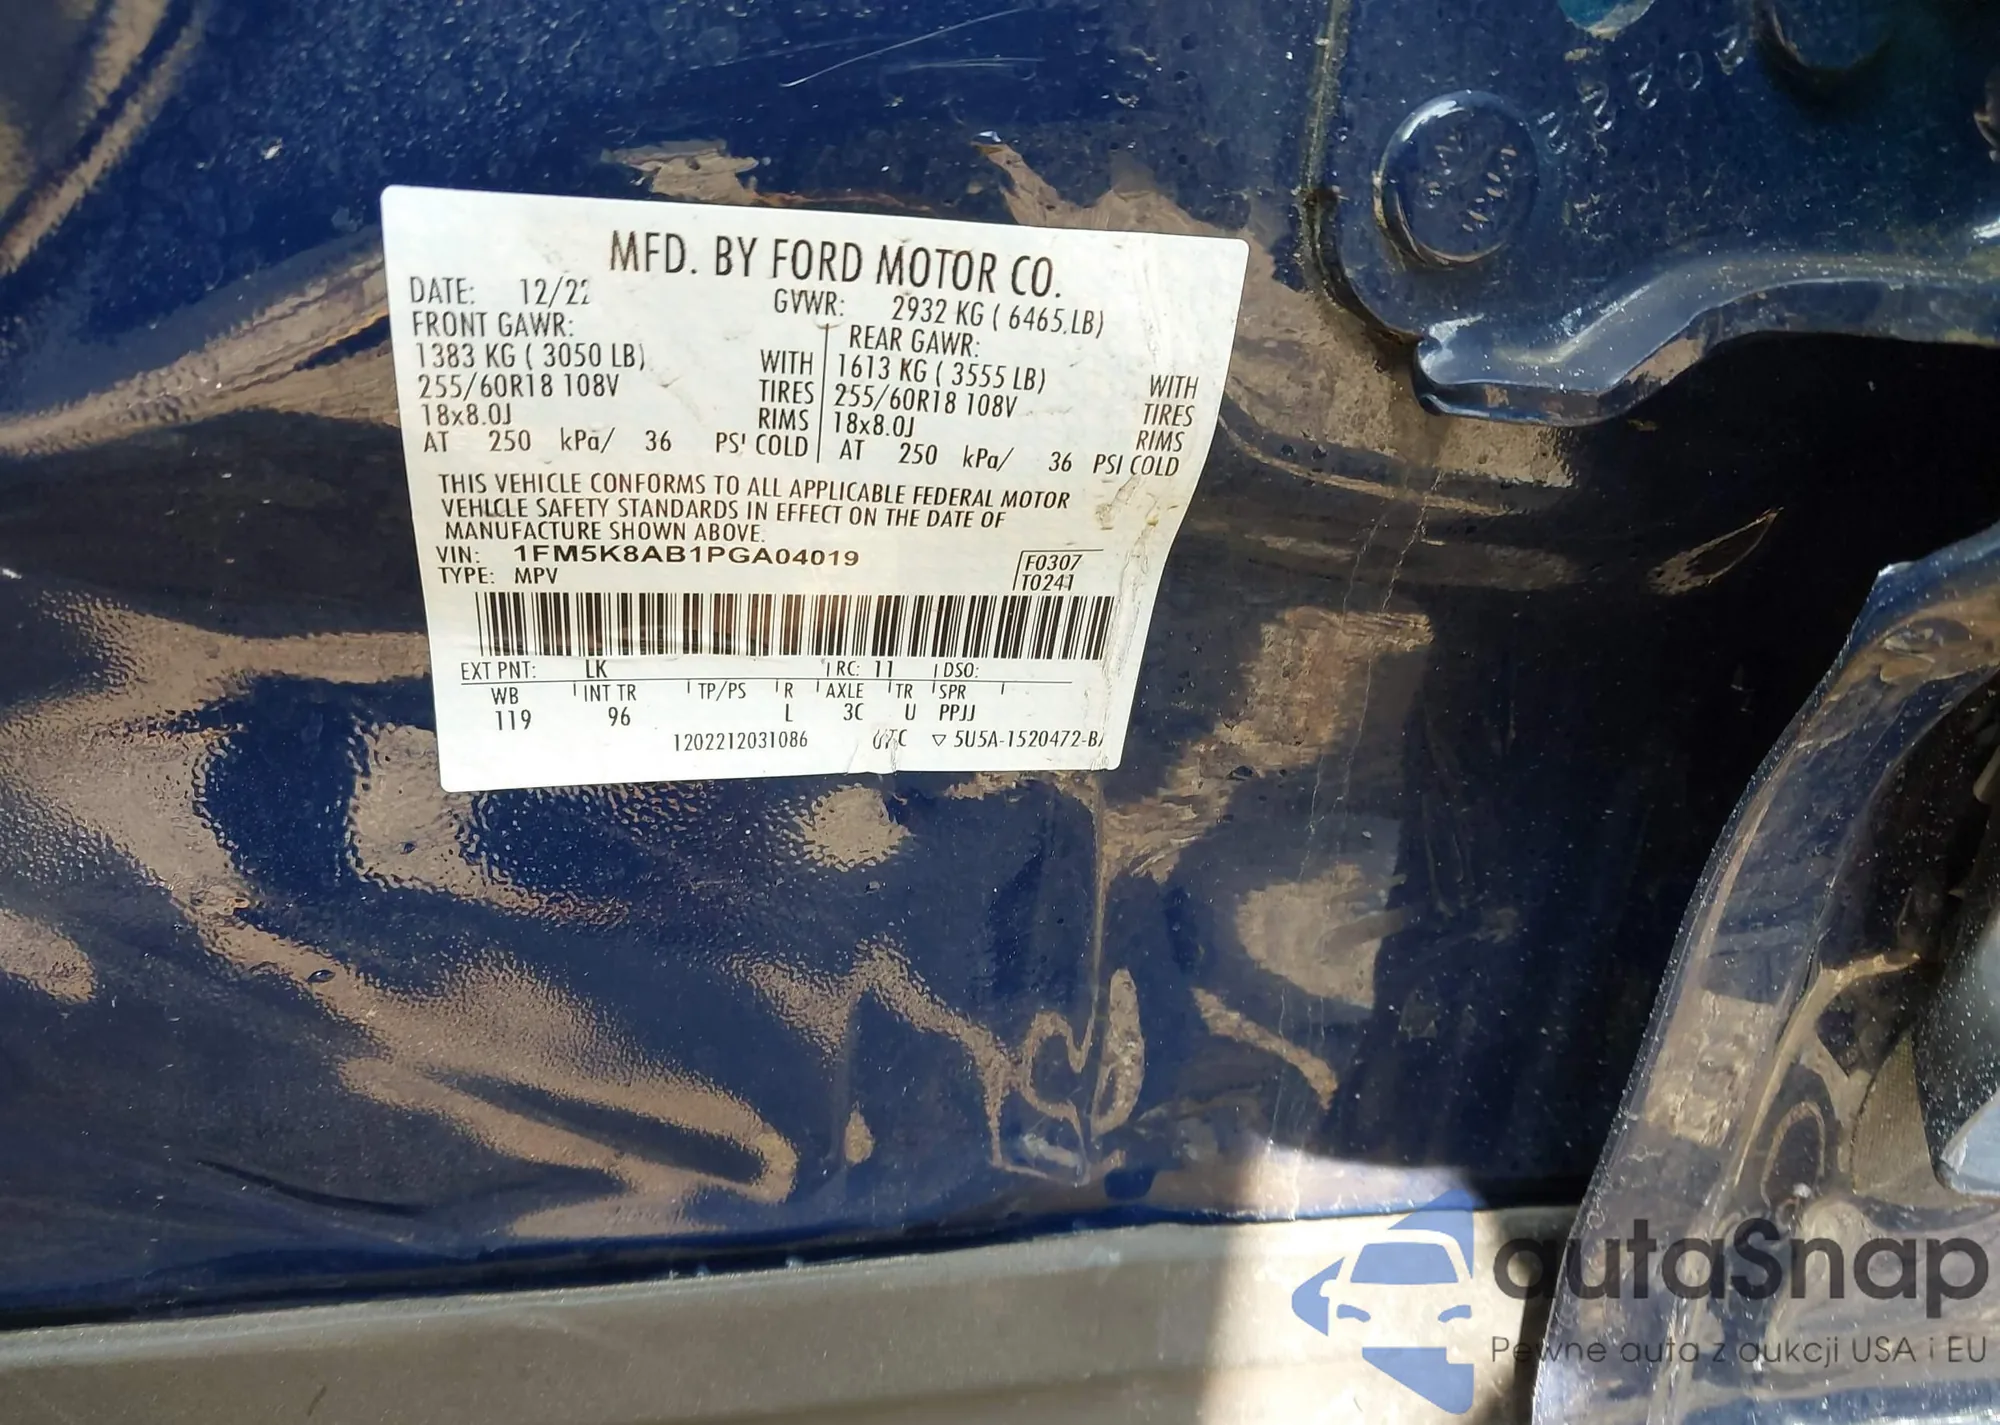 MFD. BY FORD MOTOR CO.
DATE: 12/22 GVWR: 2932 KG ( 6465.LB)
FRONT GAWR: REAR GAWR:
1383 KG ( 3050 LB) WITH 1613 KG ( 3555 LB) WITH
255/60R18 108V TIRES 255/60R18 108V TIRES
18x8.0J RIMS 18x8.0J RIMS
AT 250 kPa/ 36 PSI COLD AT 250 kPa/ 36 PSI COLD
THIS VEHICLE CONFORMS TO ALL APPLICABLE FEDERAL MOTOR
VEHICLE SAFETY STANDARDS IN EFFECT ON THE DATE OF
MANUFACTURE SHOWN ABOVE.
VIN: 1FM5K8AB1PGA04019 F0307
TYPE: MPV T0241
EXT PNT: LK RC: 11 DSO:
WB INT TR TP/PS R AXLE TR SPR
119 96 L 3C U PPJJ
1202212031086 UTC ▽ 5U5A-1520472-B
autaSnap
Pewne auta z aukcji USA i EU